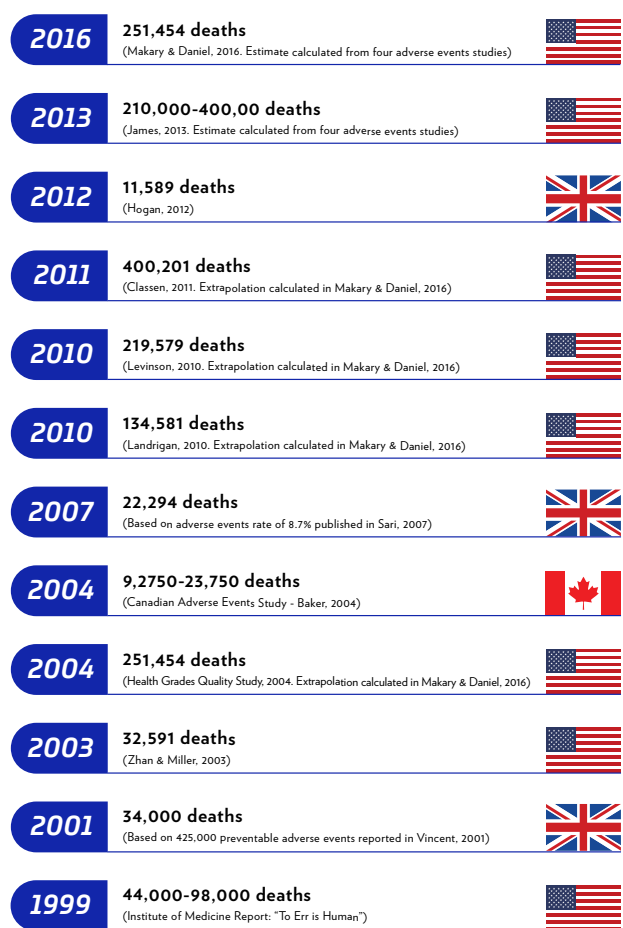 2016
251,454 deaths
(Makary & Daniel, 2016. Estimate calculated from four adverse events studies)
2013
210,000-400,00 deaths
(James, 2013. Estimate calculated from four adverse events studies)
2012
11,589 deaths
(Hogan, 2012)
2011
400,201 deaths
(Classen, 2011. Extrapolation calculated in Makary & Daniel, 2016)
2010
219,579 deaths
(Levinson, 2010. Extrapolation calculated in Makary & Daniel, 2016)
2010
134,581 deaths
(Landrigan, 2010. Extrapolation calculated in Makary & Daniel, 2016)
2007
22,294 deaths
(Based on adverse events rate of 8.7% published in Sari, 2007)
2004
9,2750-23,750 deaths
(Canadian Adverse Events Study - Baker, 2004)
2004
251,454 deaths
(Health Grades Quality Study, 2004. Extrapolation calculated in Makary & Daniel, 2016)
2003
32,591 deaths
(Zhan & Miller, 2003)
2001
34,000 deaths
(Based on 425,000 preventable adverse events reported in Vincent, 2001)
1999
44,000-98,000 deaths
(Institute of Medicine Report: “To Err is Human”)